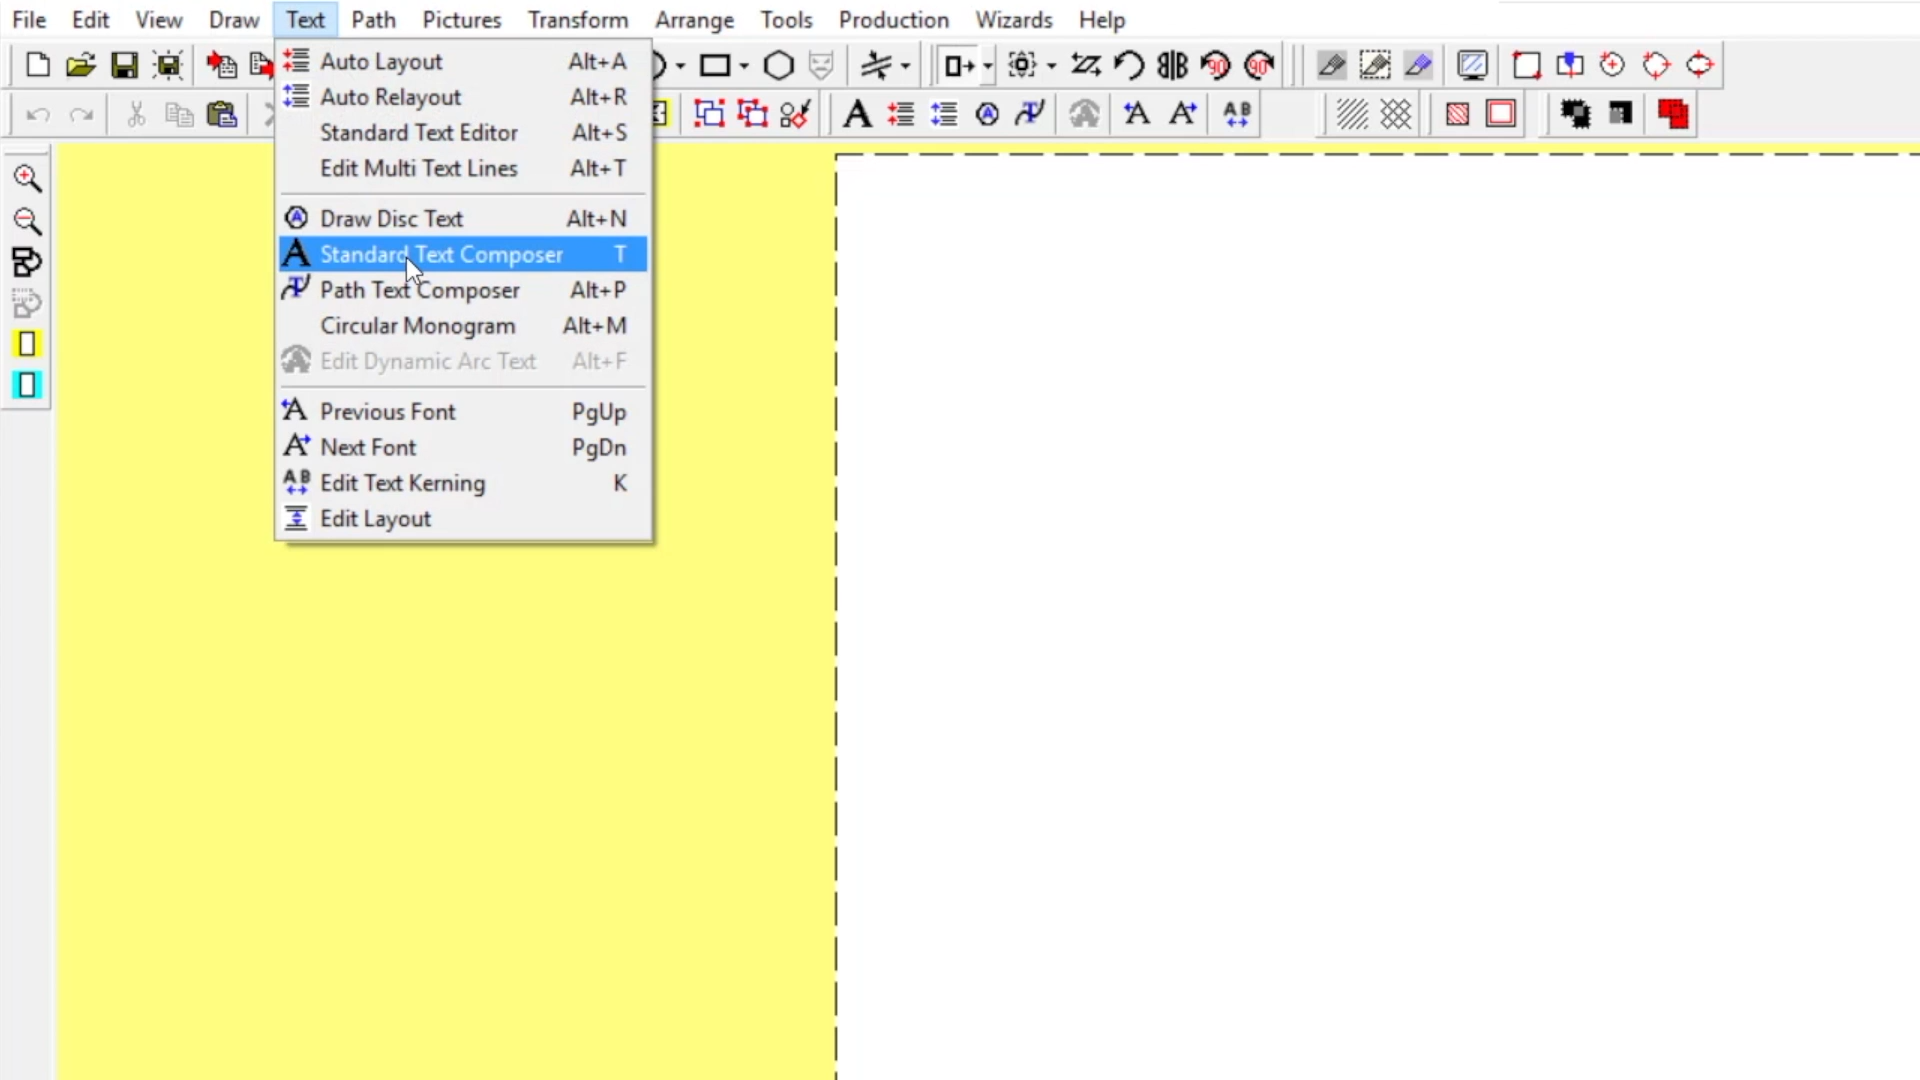 File Edit View Draw Text Path Pictures Transform Arrange Tools Production Wizards Help
Auto Layout Alt+A
Auto Relayout Alt+R
Standard Text Editor Alt+S
Edit Multi Text Lines Alt+T
Draw Disc Text Alt+N
Standard Text Composer T
Path Text Composer Alt+P
Circular Monogram Alt+M
Edit Dynamic Arc Text Alt+F
Previous Font PgUp
Next Font PgDn
Edit Text Kerning K
Edit Layout